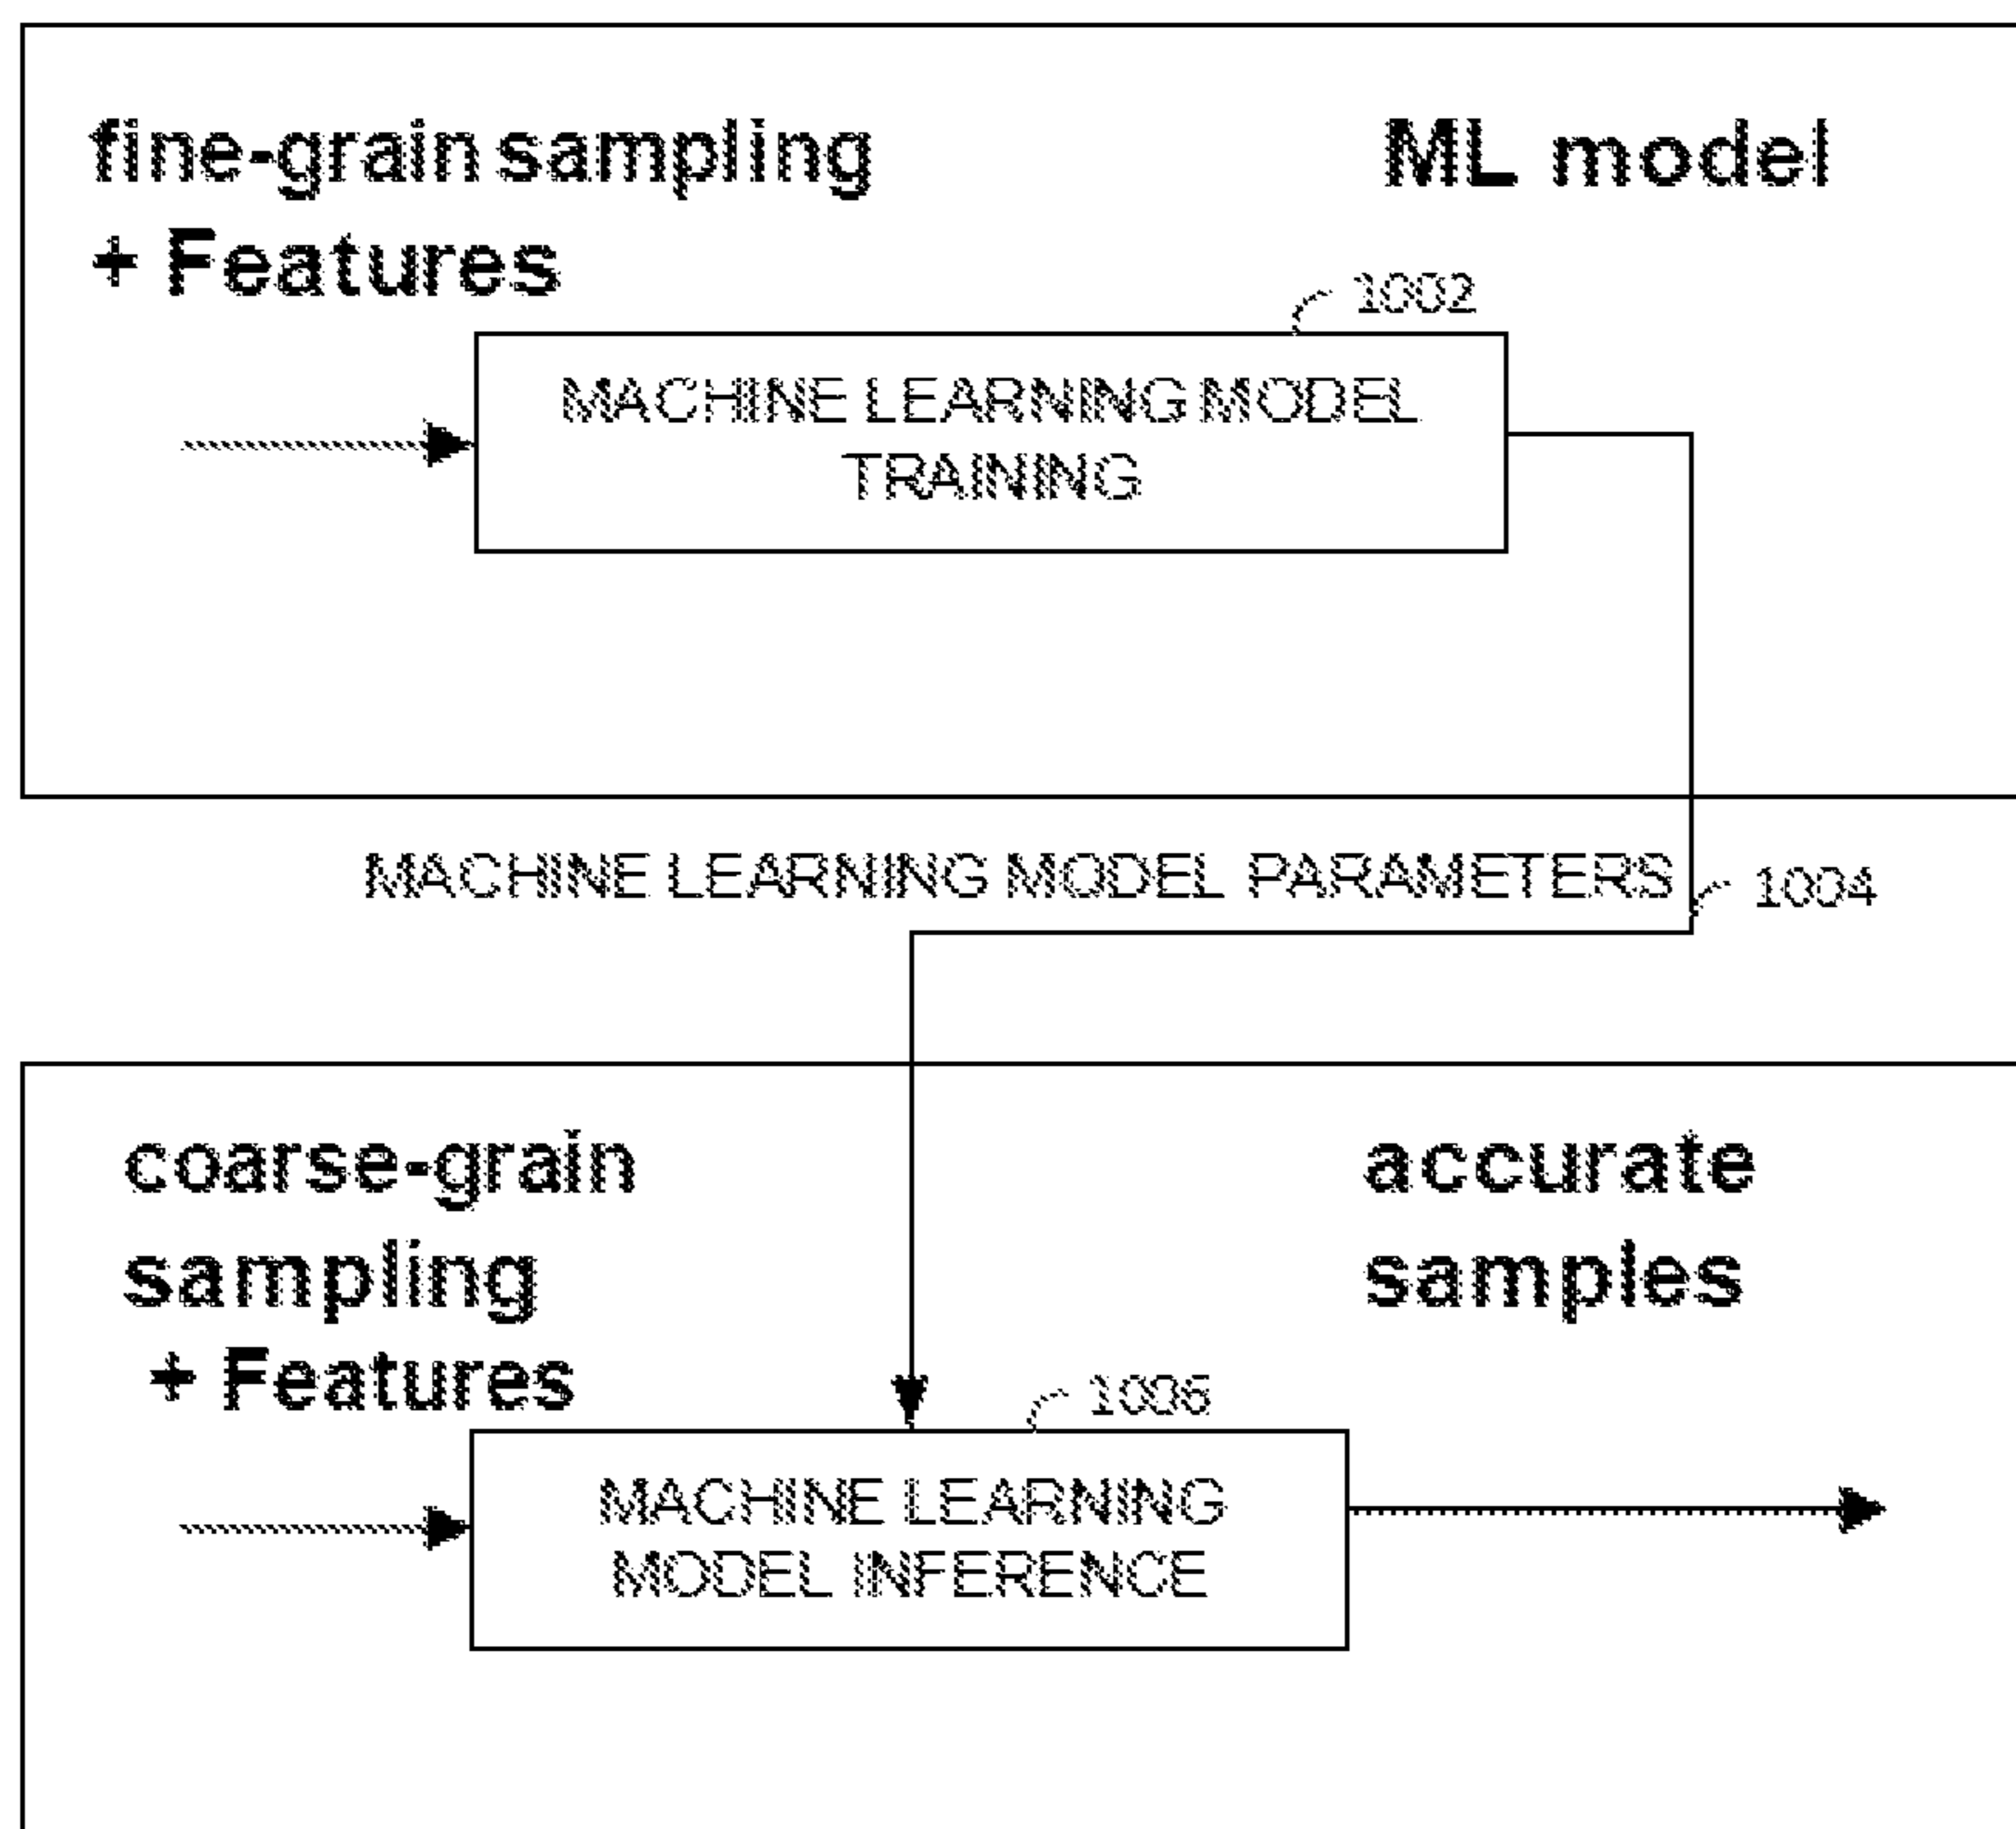 fine-grain sampling
+ Features
ML model
1002
MACHINE LEARNING MODEL
TRAINING
MACHINE LEARNING MODEL PARAMETERS
1004
coarse-grain
sampling
+ Features
accurate
samples
1006
MACHINE LEARNING
MODEL INFERENCE